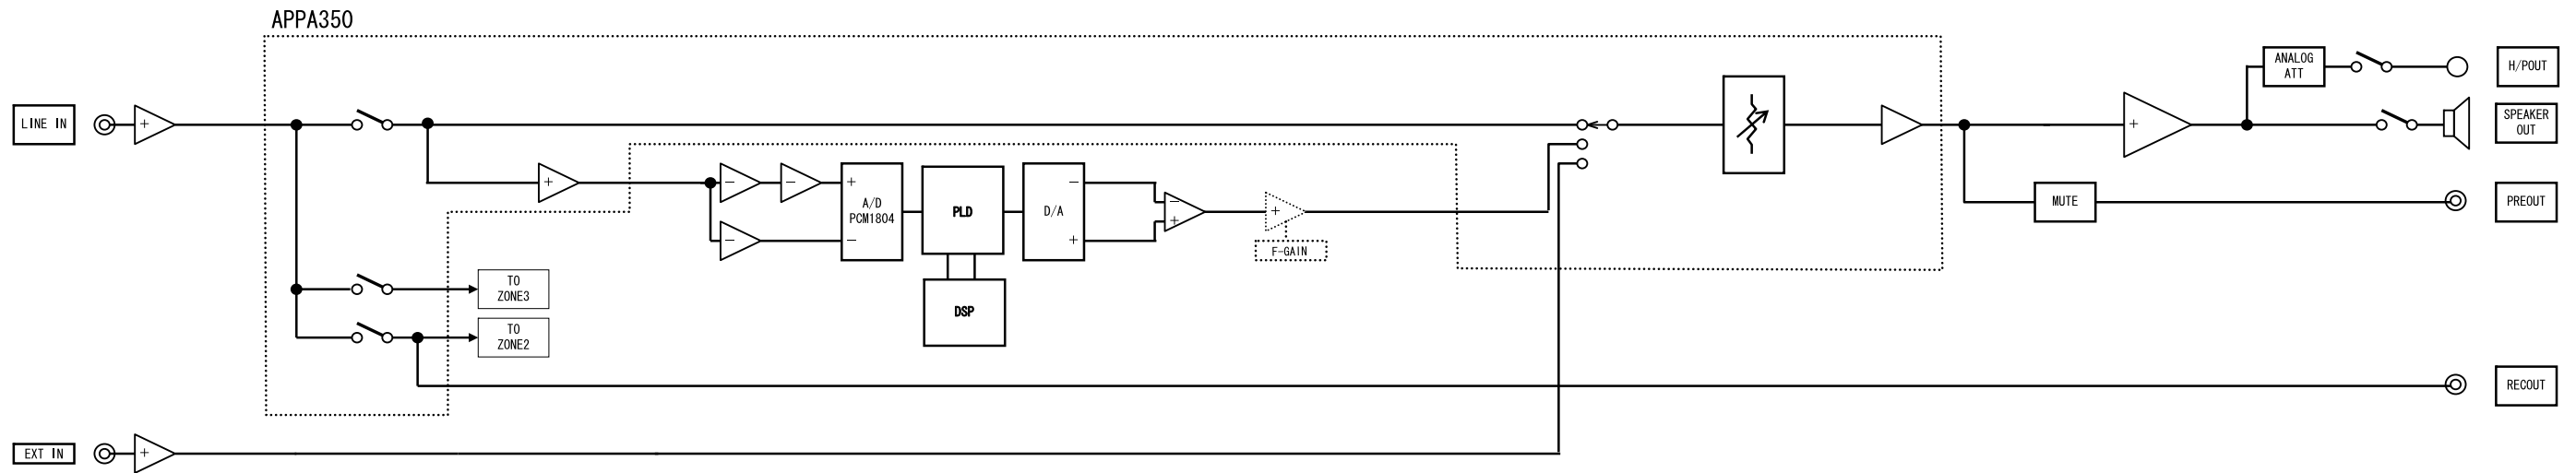 APPA350
LINE IN
+
ANALOG
ATT
H/POUT
+
SPEAKER
OUT
+
−
−
+
A/D
PCM1804
−
−
PLD
−
D/A
+
−
+
+
F-GAIN
MUTE
PREOUT
TO
ZONE3
DSP
TO
ZONE2
RECOUT
EXT IN
+